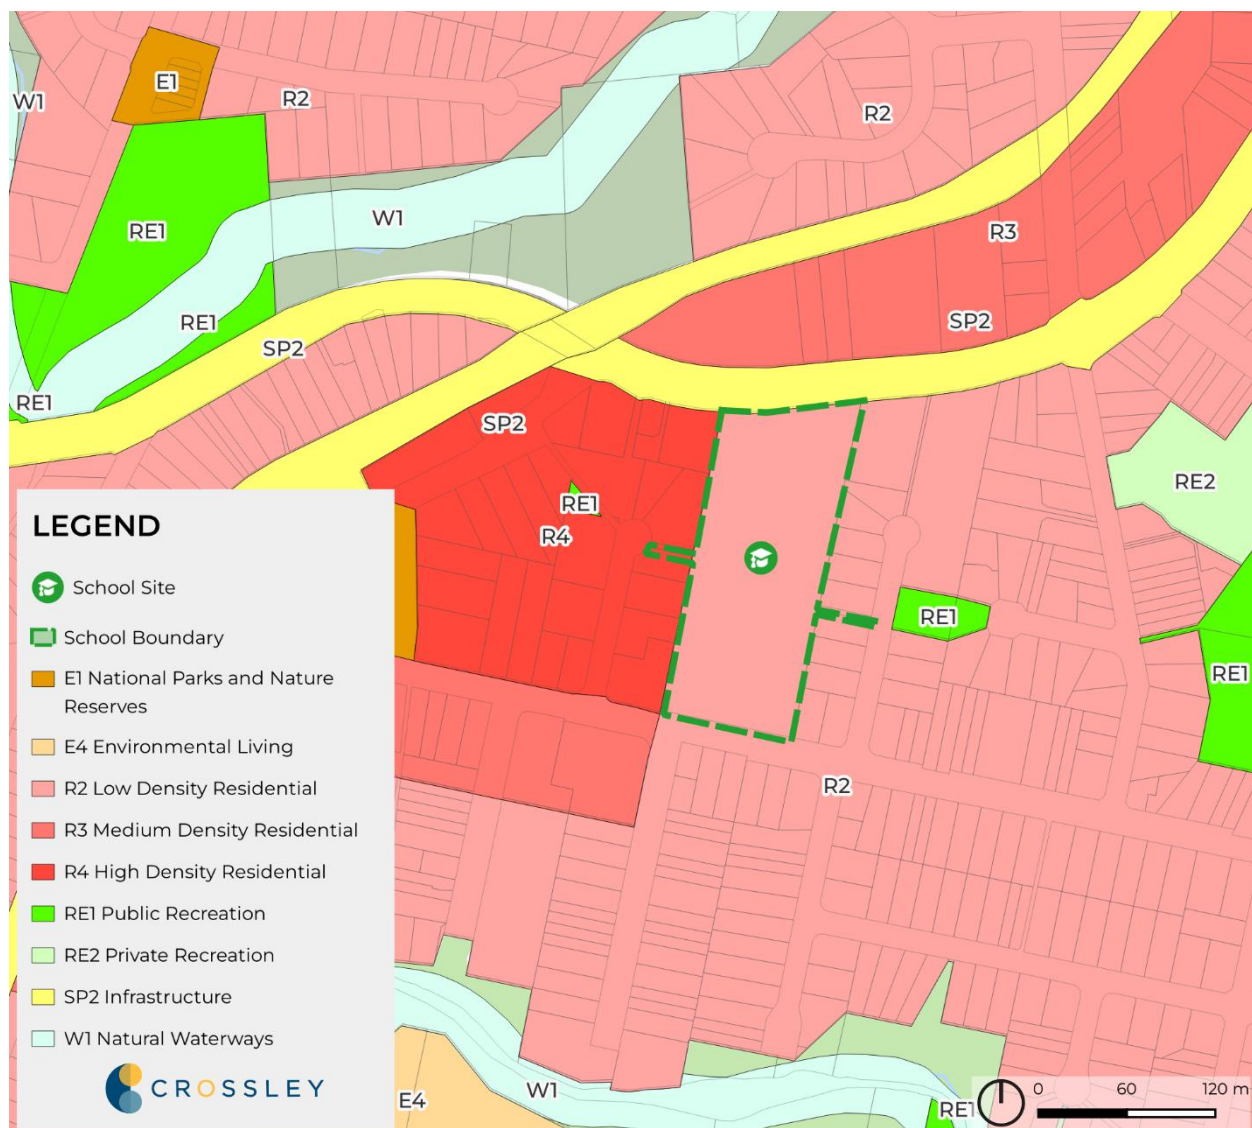 E1
R2
W1
R2
W1
RE1
R3
RE1
SP2
SP2
RE1
SP2
RE2
RE1
R4
RE1
RE1
R2
W1
E4
RE1
LEGEND
School Site
School Boundary
E1 National Parks and Nature
Reserves
E4 Environmental Living
R2 Low Density Residential
R3 Medium Density Residential
R4 High Density Residential
RE1 Public Recreation
RE2 Private Recreation
SP2 Infrastructure
W1 Natural Waterways
CROSSLEY
0 60 120 m